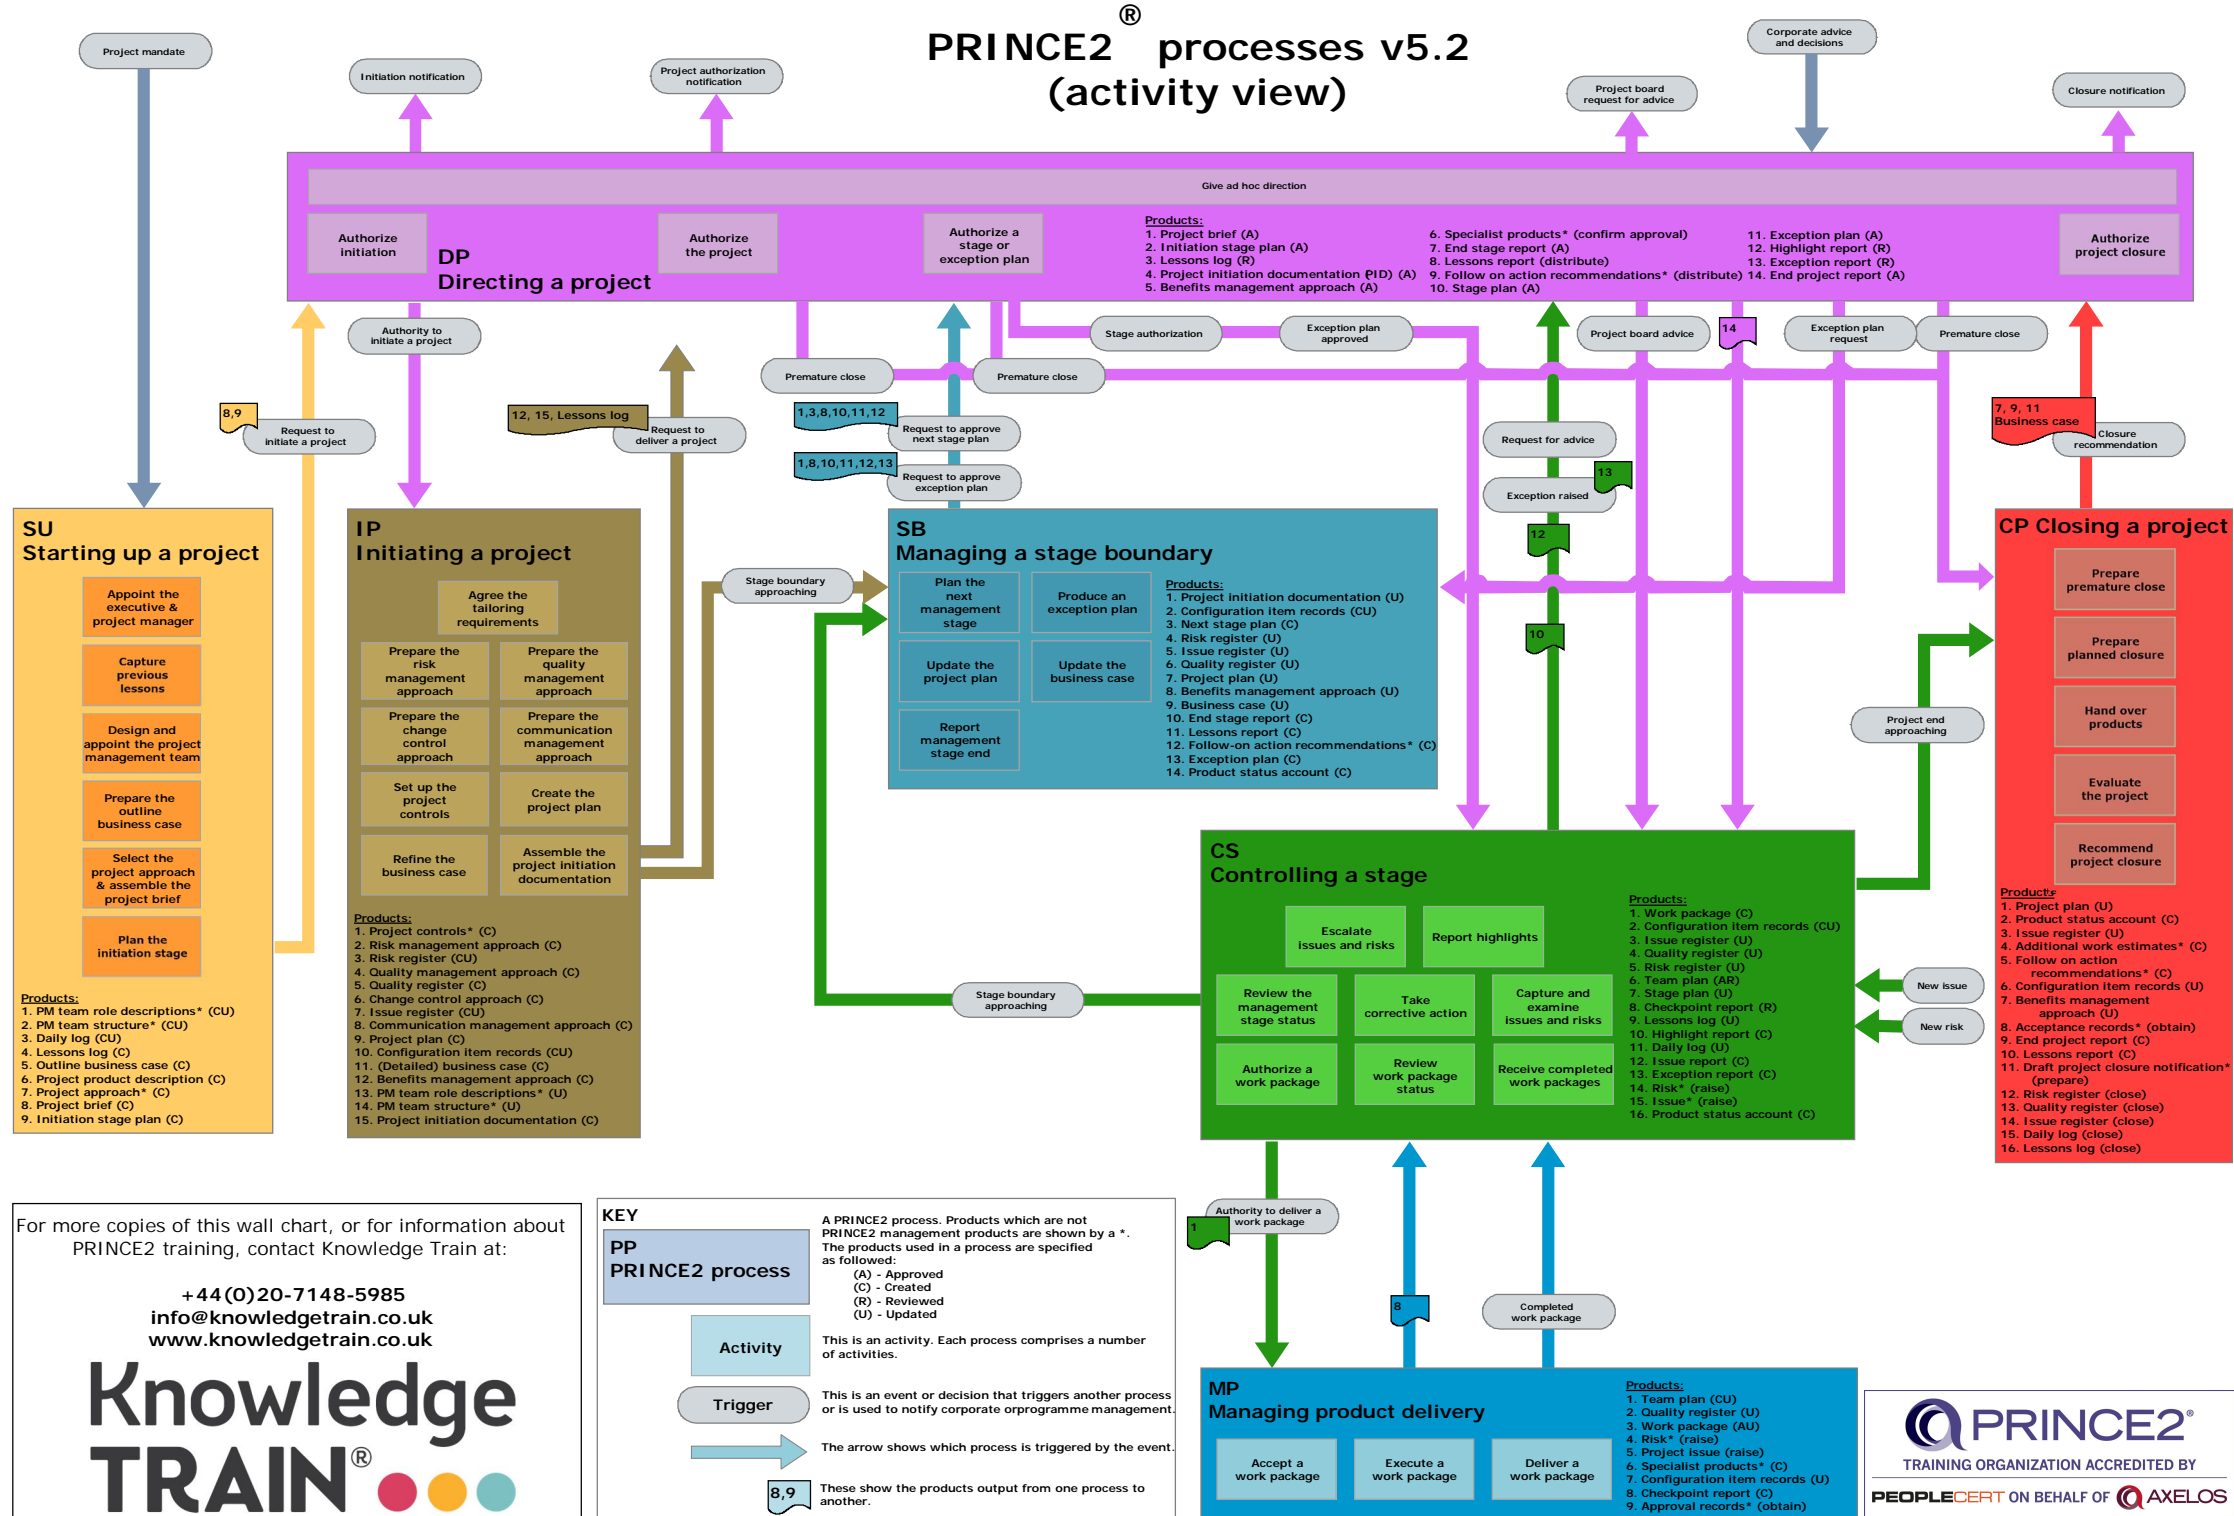 PRINCE2 ® processes v5.2
(activity view)
Project mandate
Initiation notification
Project authorization
notification
Project board
request for advice
Corporate advice
and decisions
Closure notification
Give ad hoc direction
Authorize
initiation
DP
Directing a project
Authorize
the project
Authorize a
stage or
exception plan
Products:
1. Project brief (A)
2. Initiation stage plan (A)
3. Lessons log (R)
4. Project initiation documentation (PID) (A)
5. Benefits management approach (A)
6. Specialist products* (confirm approval)
7. End stage report (A)
8. Lessons report (distribute)
9. Follow on action recommendations* (distribute)
10. Stage plan (A)
11. Exception plan (A)
12. Highlight report (R)
13. Exception report (R)
14. End project report (A)
Authorize
project closure
Authority to
initiate a project
Stage authorization
Exception plan
approved
Project board advice
14
Exception plan
request
Premature close
Premature close
Premature close
8,9
Request to
initiate a project
12, 15, Lessons log
Request to
deliver a project
1,3,8,10,11,12
Request to approve
next stage plan
1,8,10,11,12,13
Request to approve
exception plan
Request for advice
13
Exception raised
12
10
7, 9, 11
Business case
Closure
recommendation
SU
Starting up a project
Appoint the
executive &
project manager
Capture
previous
lessons
Design and
appoint the project
management team
Prepare the
outline
business case
Select the
project approach
& assemble the
project brief
Plan the
initiation stage
Products:
1. PM team role descriptions* (CU)
2. PM team structure* (CU)
3. Daily log (CU)
4. Lessons log (C)
5. Outline business case (C)
6. Project product description (C)
7. Project approach* (C)
8. Project brief (C)
9. Initiation stage plan (C)
IP
Initiating a project
Agree the
tailoring
requirements
Prepare the
risk
management
approach
Prepare the
quality
management
approach
Prepare the
change
control
approach
Prepare the
communication
management
approach
Set up the
project
controls
Create the
project plan
Refine the
business case
Assemble the
project initiation
documentation
Products:
1. Project controls* (C)
2. Risk management approach (C)
3. Risk register (CU)
4. Quality management approach (C)
5. Quality register (C)
6. Change control approach (C)
7. Issue register (CU)
8. Communication management approach (C)
9. Project plan (C)
10. Configuration item records (CU)
11. (Detailed) business case (C)
12. Benefits management approach (C)
13. PM team role descriptions* (U)
14. PM team structure* (U)
15. Project initiation documentation (C)
Stage boundary
approaching
SB
Managing a stage boundary
Plan the
next
management
stage
Produce an
exception plan
Update the
project plan
Update the
business case
Report
management
stage end
Products:
1. Project initiation documentation (U)
2. Configuration item records (CU)
3. Next stage plan (C)
4. Risk register (U)
5. Issue register (U)
6. Quality register (U)
7. Project plan (U)
8. Benefits management approach (U)
9. Business case (U)
10. End stage report (C)
11. Lessons report (C)
12. Follow-on action recommendations* (C)
13. Exception plan (C)
14. Product status account (C)
Stage boundary
approaching
CS
Controlling a stage
Escalate
issues and risks
Report highlights
Review the
management
stage status
Take
corrective action
Capture and
examine
issues and risks
Authorize a
work package
Review
work package
status
Receive completed
work packages
Products:
1. Work package (C)
2. Configuration item records (CU)
3. Issue register (U)
4. Quality register (U)
5. Risk register (U)
6. Team plan (AR)
7. Stage plan (U)
8. Checkpoint report (R)
9. Lessons log (U)
10. Highlight report (C)
11. Daily log (U)
12. Issue report (C)
13. Exception report (C)
14. Risk* (raise)
15. Issue* (raise)
16. Product status account (C)
Project end
approaching
New issue
New risk
CP Closing a project
Prepare
premature close
Prepare
planned closure
Hand over
products
Evaluate
the project
Recommend
project closure
Products
1. Project plan (U)
2. Product status account (C)
3. Issue register (U)
4. Additional work estimates* (C)
5. Follow on action
recommendations* (C)
6. Configuration item records (U)
7. Benefits management
approach (U)
8. Acceptance records* (obtain)
9. End project report (C)
10. Lessons report (C)
11. Draft project closure notification*
(prepare)
12. Risk register (close)
13. Quality register (close)
14. Issue register (close)
15. Daily log (close)
16. Lessons log (close)
Authority to deliver a
work package
1
8
Completed
work package
MP
Managing product delivery
Accept a
work package
Execute a
work package
Deliver a
work package
Products:
1. Team plan (CU)
2. Quality register (U)
3. Work package (AU)
4. Risk* (raise)
5. Project issue (raise)
6. Specialist products* (C)
7. Configuration item records (U)
8. Checkpoint report (C)
9. Approval records* (obtain)
For more copies of this wall chart, or for information about
PRINCE2 training, contact Knowledge Train at:
+44(0)20-7148-5985
info@knowledgetrain.co.uk
www.knowledgetrain.co.uk
Knowledge
TRAIN®
KEY
PP
PRINCE2 process
A PRINCE2 process. Products which are not
PRINCE2 management products are shown by a *.
The products used in a process are specified
as followed:
(A) - Approved
(C) - Created
(R) - Reviewed
(U) - Updated
Activity
This is an activity. Each process comprises a number
of activities.
Trigger
This is an event or decision that triggers another process
or is used to notify corporate orprogramme management.
The arrow shows which process is triggered by the event.
8,9
These show the products output from one process to
another.
PRINCE2®
TRAINING ORGANIZATION ACCREDITED BY
PEOPLECERT ON BEHALF OF AXELOS